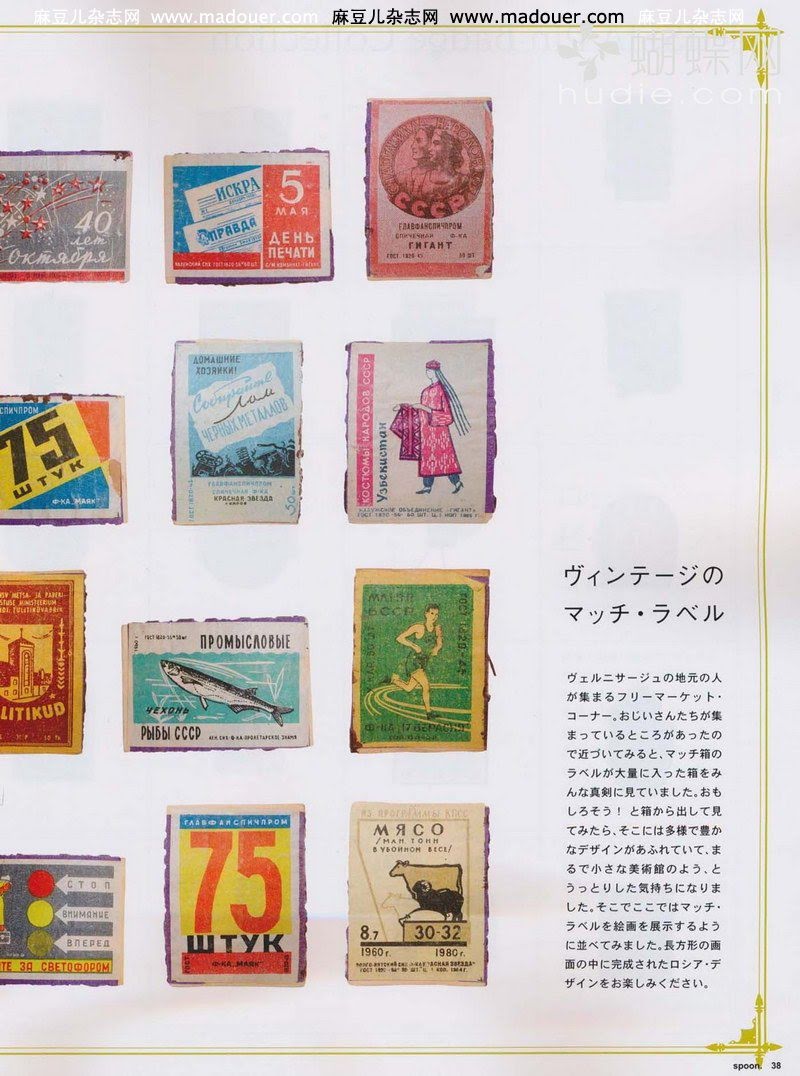 麻豆儿杂志网 www.madouer.com 麻豆儿杂志网 www.madouer.com 麻豆儿杂志网
蝴蝶网
hudie.com
40
лет
октября
ИСКРА
ПРАВДА
5
МАЯ
ДЕНЬ
ПЕЧАТИ
СССР
ГЛАВФАНСПИЧПРОМ
СПИЧЕЧНАЯ Ф-КА
ГИГАНТ
75
ШТУК
Ф-КА „МАЯК"
ДОМАШНИЕ
ХОЗЯЙКИ!
Собирайте
Лом
ЧЕРНЫХ МЕТАЛЛОВ
ГЛАВФАНСПИЧПРОМ
СПИЧЕЧНАЯ Ф-КА
КРАСНАЯ ЗВЕЗДА
КОСТЮМЫ НАРОДОВ СССР
Узбекистан
КАЛУЖСКОЕ ОБЪЕДИНЕНИЕ „ГИГАНТ"
LITIKUD
ПРОМЫСЛОВЫЕ
ЧЕХОНЬ
РЫБЫ СССР
БССР
СТОП
ВНИМАНИЕ
ВПЕРЕД
ЗА СВЕТОФОРОМ
ГЛАВФАНСПИЧПРОМ
75
ШТУК
ГОСТ
Ф-КА „МАЯК"
ИЗ ПРОГРАММЫ КПСС
МЯСО
/МЛН. ТОНН
В УБОЙНОМ ВЕСЕ/
8.7
30-32
1960г.
1980г.
ヴィンテージの
マッチ・ラベル
ヴェルニサージュの地元の人
が集まるフリーマーケット・
コーナー。おじいさんたちが集
まっているところがあったの
で近づいてみると、マッチ箱の
ラベルが大量に入った箱をみ
んな真剣に見ていました。おも
しろそう! と箱から出して見
てみたら、そこには多様で豊か
なデザインがあふれていて、ま
るで小さな美術館のよう、と
うっとりした気持ちになりま
した。そこでここではマッチ・
ラベルを絵画を展示するよう
に並べてみました。長方形の画
面の中に完成されたロシア・デ
ザインをお楽しみください。
spoon. 38